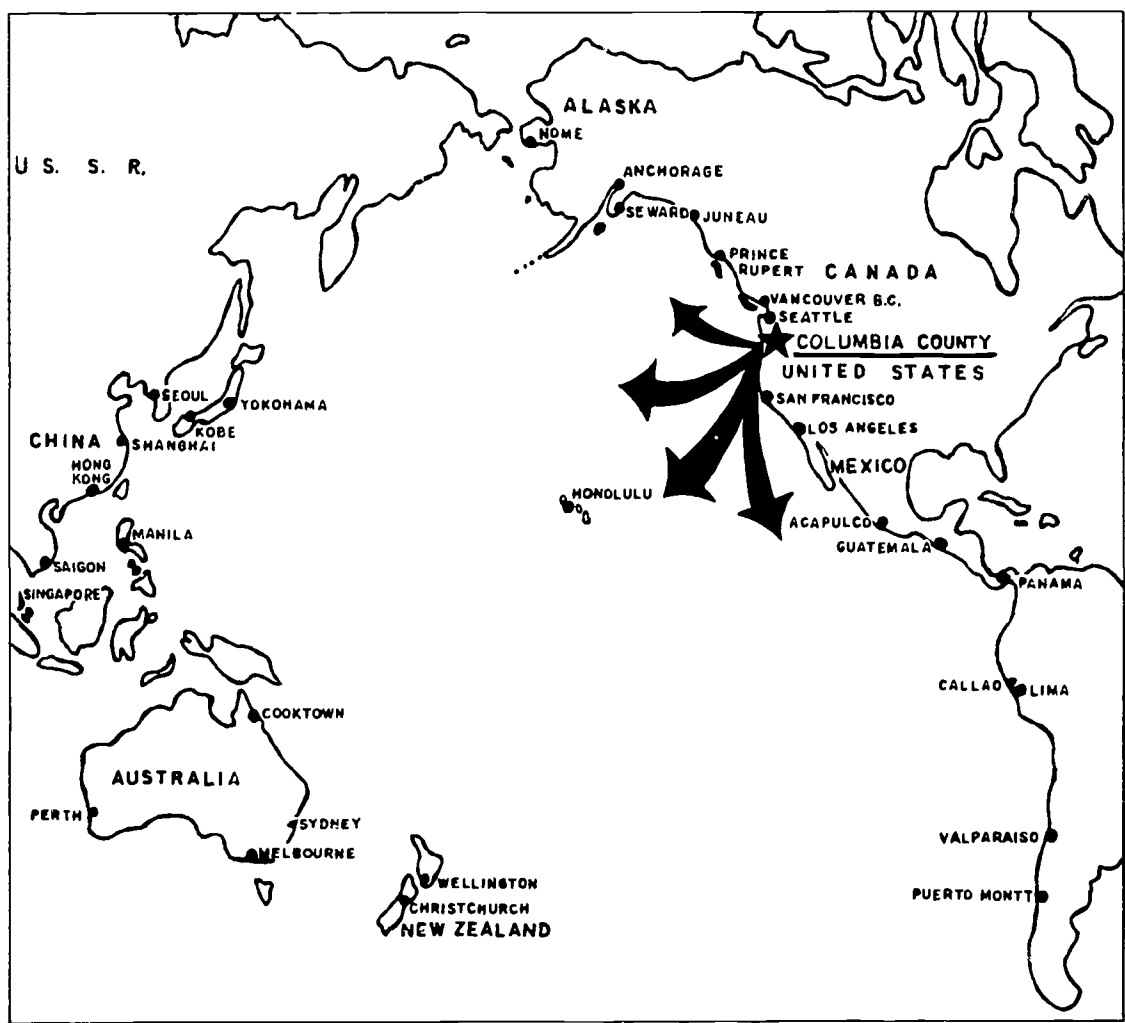 ALASKA
NOME
U S. S. R.
ANCHORAGE
SEWARD
JUNEAU
PRINCE
RUPERT
CANADA
VANCOUVER B.C.
SEATTLE
COLUMBIA COUNTY
UNITED STATES
SEOUL
SAN FRANCISCO
YOKOHAMA
KOBE
LOS ANGELES
CHINA
SHANGHAI
HONG
KONG
MEXICO
HONOLULU
ACAPULCO
MANILA
GUATEMALA
SAIGON
PANAMA
SINGAPORE
CALLAO
LIMA
COOKTOWN
AUSTRALIA
PERTH
SYDNEY
VALPARAISO
MELBOURNE
WELLINGTON
PUERTO MONTT
CHRISTCHURCH
NEW ZEALAND